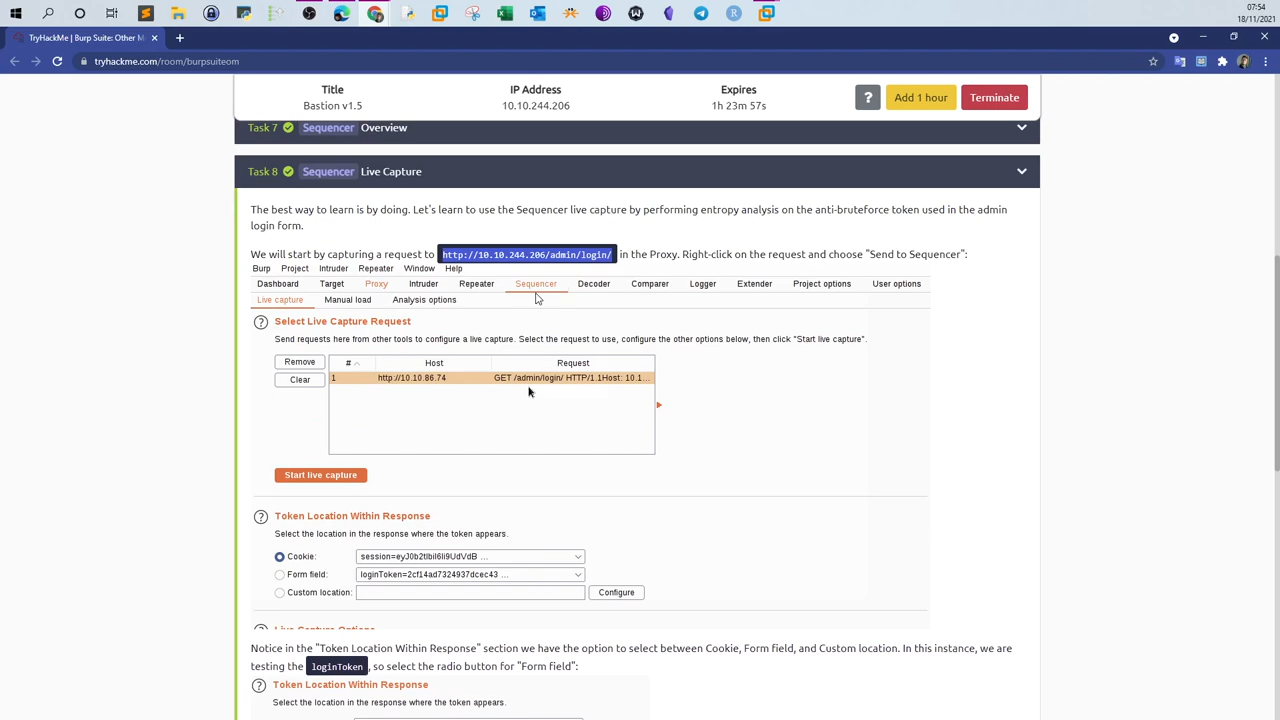 07:54
18/11/2021
TryHackMe | Burp Suite: Other M
tryhackme.com/room/burpsuiteom
Title
Bastion v1.5
IP Address
10.10.244.206
Expires
1h 23m 57s
?
Add 1 hour
Terminate
Task 7 Sequencer Overview
Task 8 Sequencer Live Capture
The best way to learn is by doing. Let's learn to use the Sequencer live capture by performing entropy analysis on the anti-bruteforce token used in the admin
login form.
We will start by capturing a request to http://10.10.244.206/admin/login/ in the Proxy. Right-click on the request and choose "Send to Sequencer":
Burp Project Intruder Repeater Window Help
Dashboard Target Proxy Intruder Repeater Sequencer Decoder Comparer Logger Extender Project options User options
Live capture Manual load Analysis options
? Select Live Capture Request
Send requests here from other tools to configure a live capture. Select the request to use, configure the other options below, then click "Start live capture".
Remove
Clear
# Host Request
1 http://10.10.86.74 GET /admin/login/ HTTP/1.1Host: 10.1...
Start live capture
? Token Location Within Response
Select the location in the response where the token appears.
Cookie: session=eyJ0b2tlbiI6Ii9UdVdB ...
Form field: loginToken=2cf14ad7324937dcec43 ...
Custom location: Configure
? Live Capture Options
Notice in the "Token Location Within Response" section we have the option to select between Cookie, Form field, and Custom location. In this instance, we are
testing the loginToken, so select the radio button for "Form field":
? Token Location Within Response
Select the location in the response where the token appears.